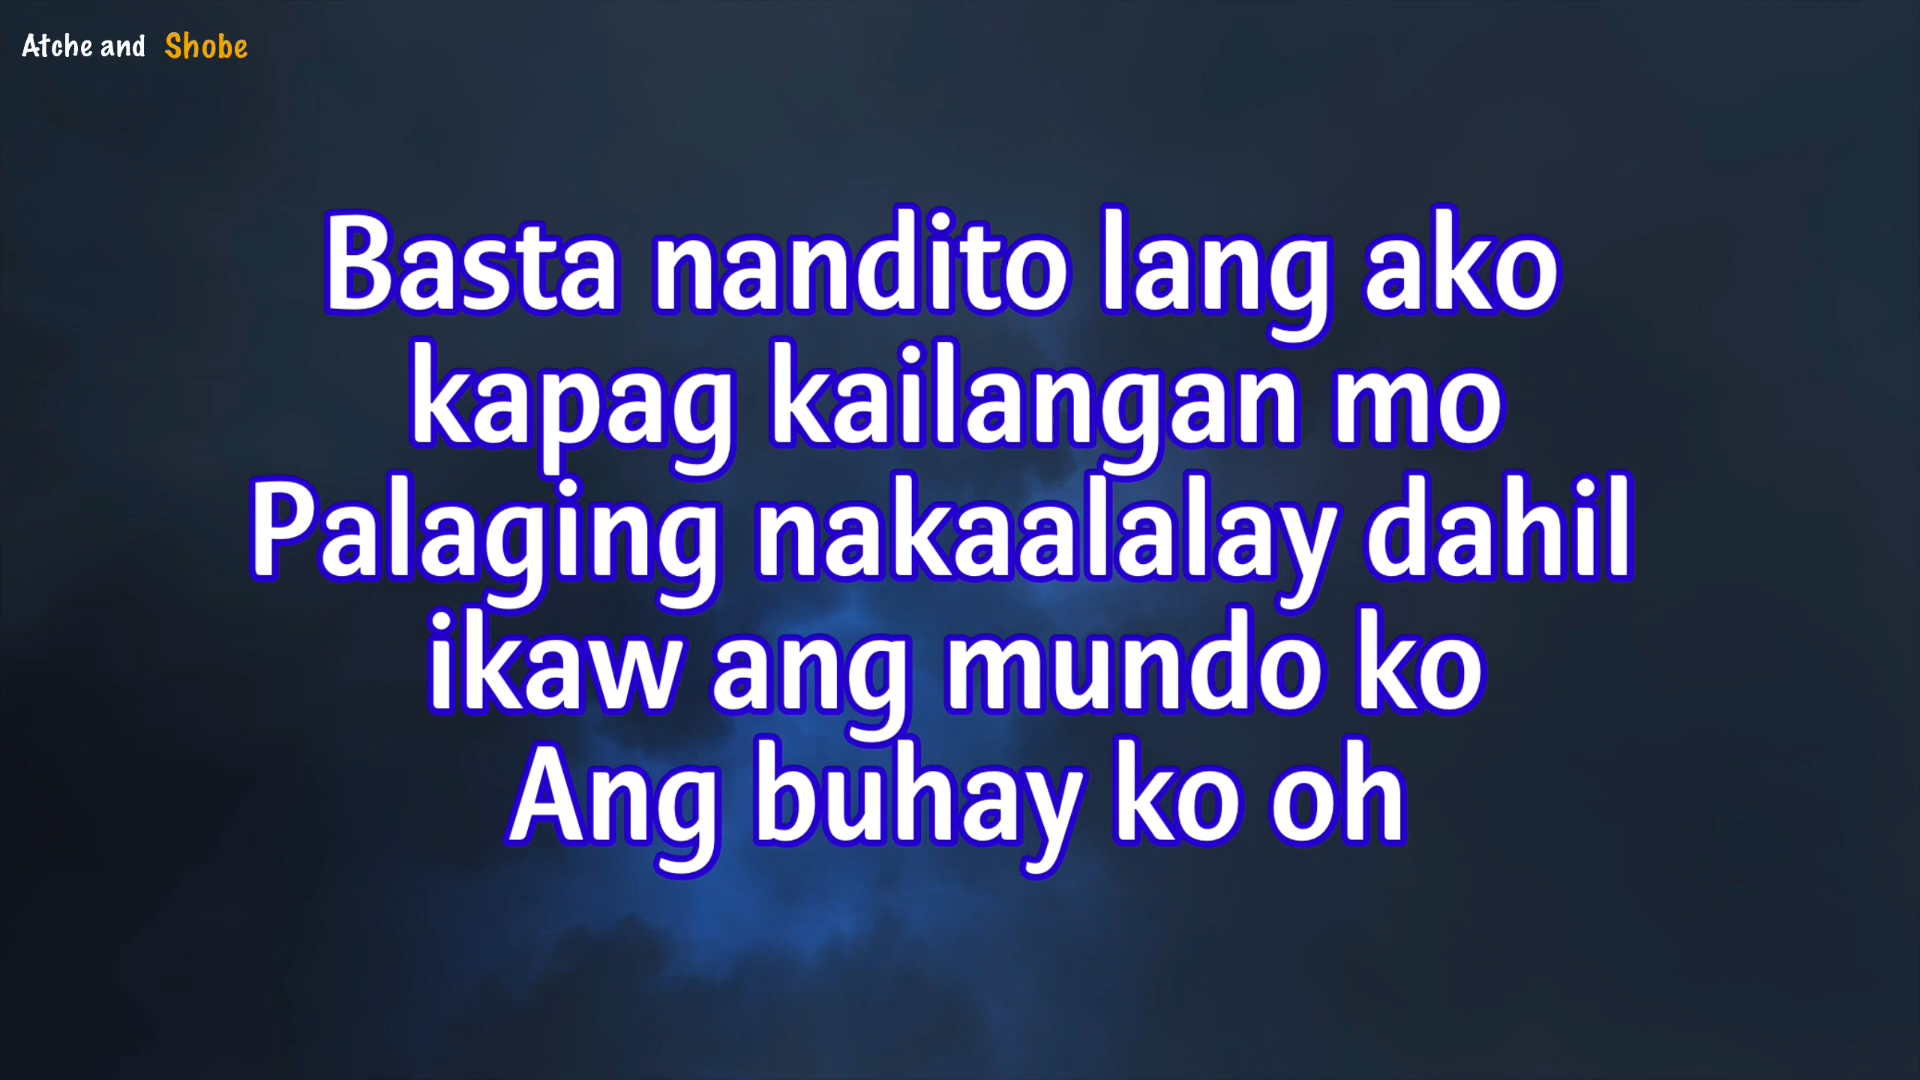 Atche and Shobe
Basta nandito lang ako
kapag kailangan mo
Palaging nakaalalay dahil
ikaw ang mundo ko
Ang buhay ko oh